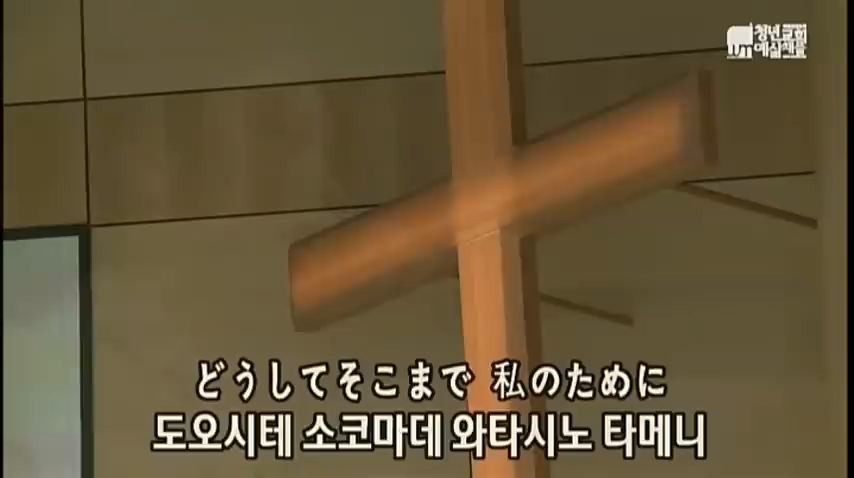 청년교회
예실채플
どうしてそこまで 私のために
도오시테 소코마데 와타시노 타메니